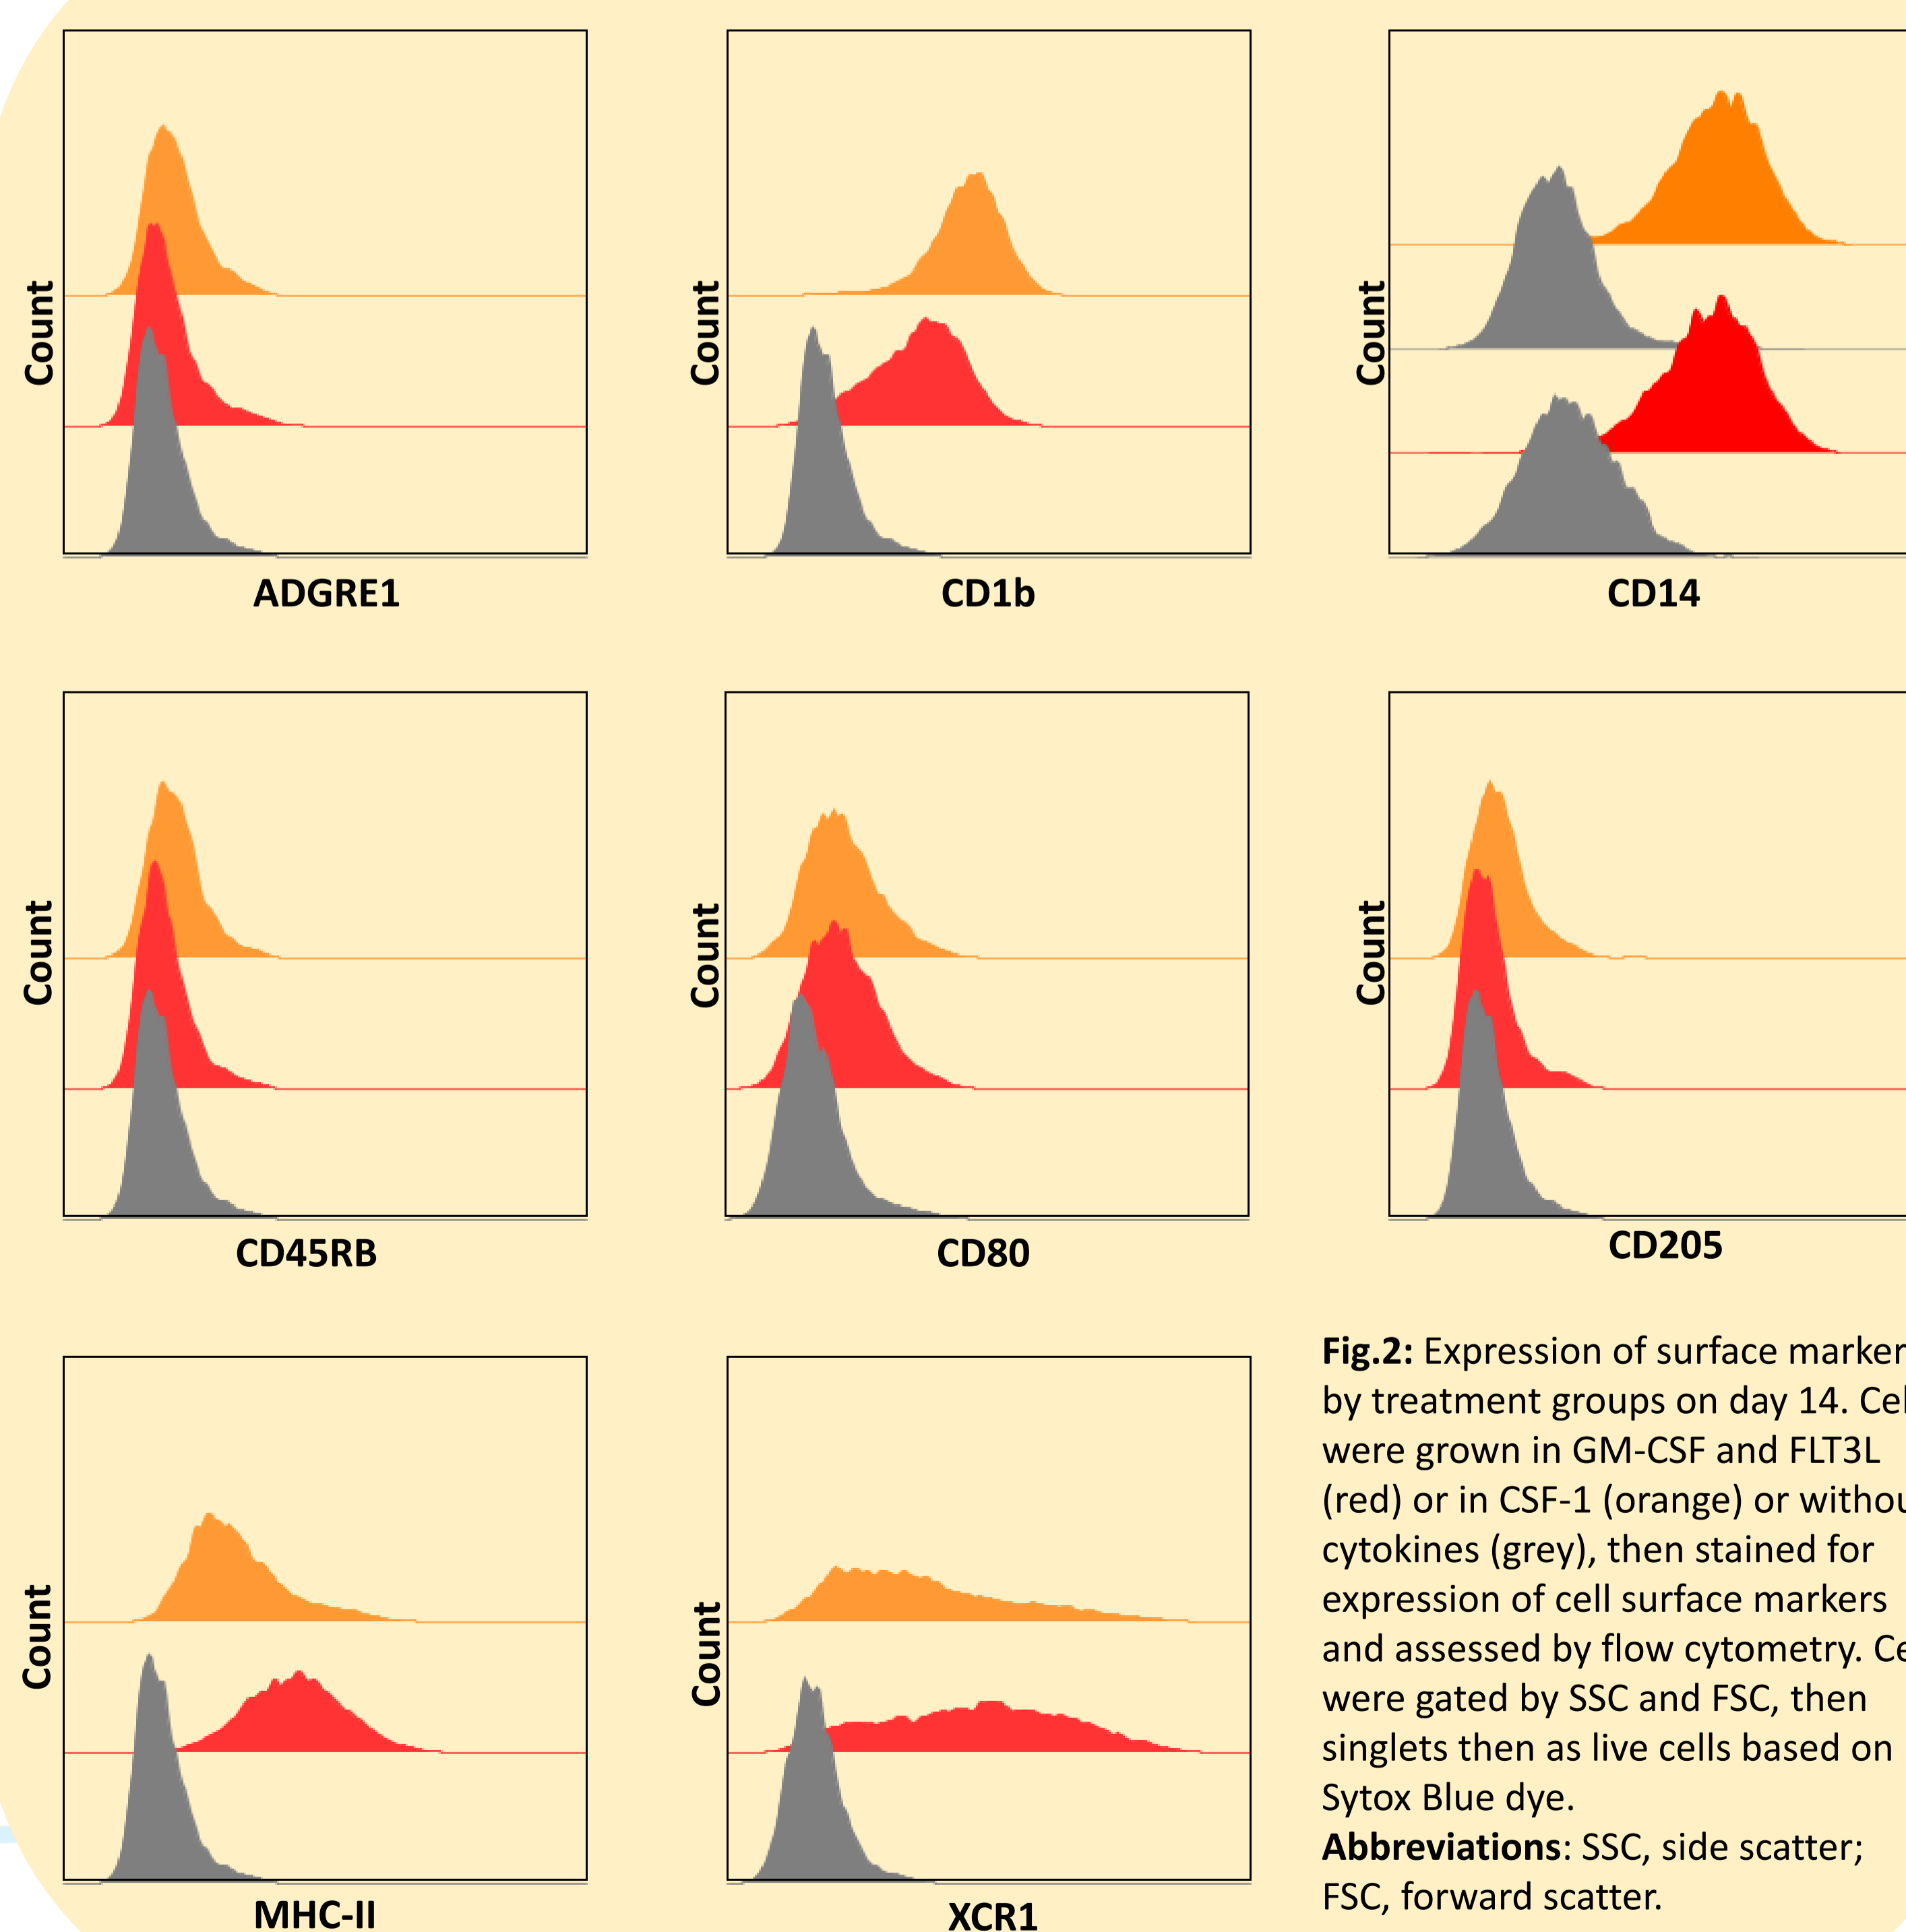 Count
ADGRE1
Count
CD1b
Count
CD14
Count
CD45RB
Count
CD80
Count
CD205
Count
MHC-II
Count
XCR1
Fig.2: Expression of surface marker
by treatment groups on day 14. Cel
were grown in GM-CSF and FLT3L
(red) or in CSF-1 (orange) or withou
cytokines (grey), then stained for
expression of cell surface markers
and assessed by flow cytometry. Ce
were gated by SSC and FSC, then
singlets then as live cells based on
Sytox Blue dye.
Abbreviations: SSC, side scatter;
FSC, forward scatter.